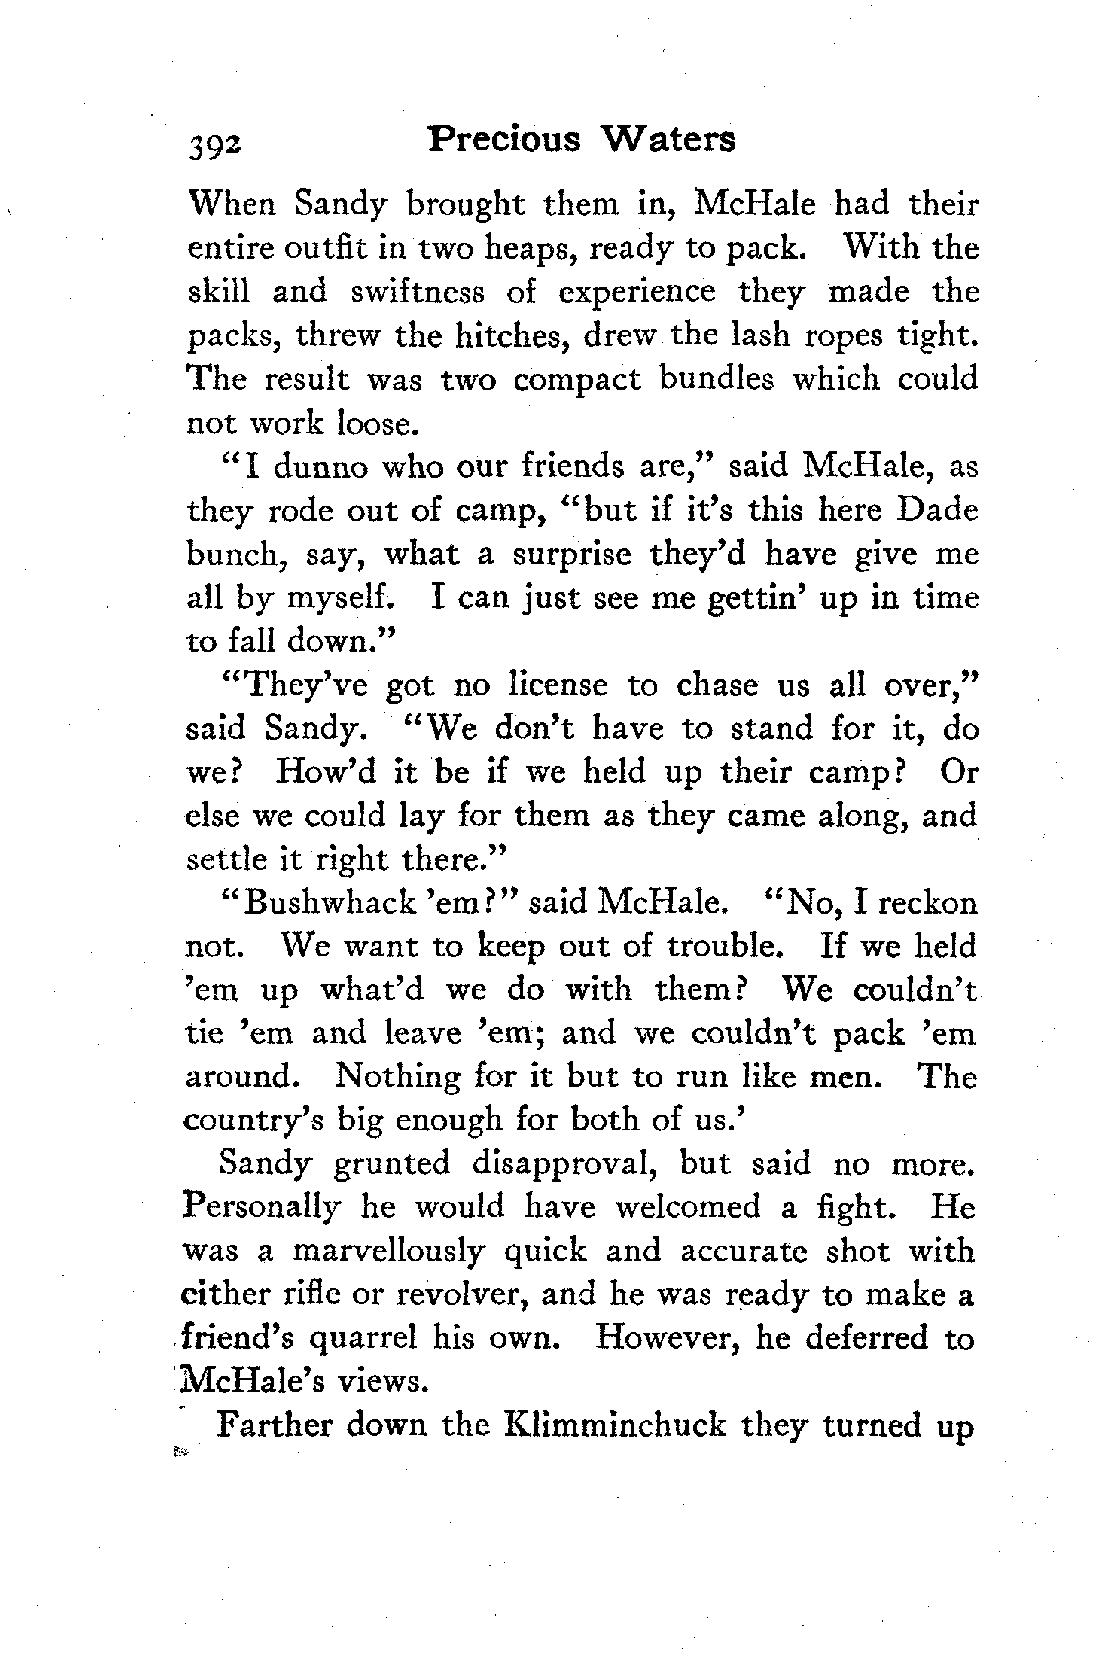 392 Precious Waters
When Sandy brought them in, McHale had their
entire outfit in two heaps, ready to pack. With the
skill and swiftness of experience they made the
packs, threw the hitches, drew the lash ropes tight.
The result was two compact bundles which could
not work loose.
“I dunno who our friends are,” said McHale, as
they rode out of camp, “but if it’s this here Dade
bunch, say, what a surprise they’d have give me
all by myself. I can just see me gettin’ up in time
to fall down.”
“They’ve got no license to chase us all over,”
said Sandy. “We don’t have to stand for it, do
we? How’d it be if we held up their camp? Or
else we could lay for them as they came along, and
settle it right there.”
“Bushwhack ’em?” said McHale. “No, I reckon
not. We want to keep out of trouble. If we held
’em up what’d we do with them? We couldn’t
tie ’em and leave ’em; and we couldn’t pack ’em
around. Nothing for it but to run like men. The
country’s big enough for both of us.’
Sandy grunted disapproval, but said no more.
Personally he would have welcomed a fight. He
was a marvellously quick and accurate shot with
either rifle or revolver, and he was ready to make a
friend’s quarrel his own. However, he deferred to
McHale’s views.
Farther down the Klimminchuck they turned up